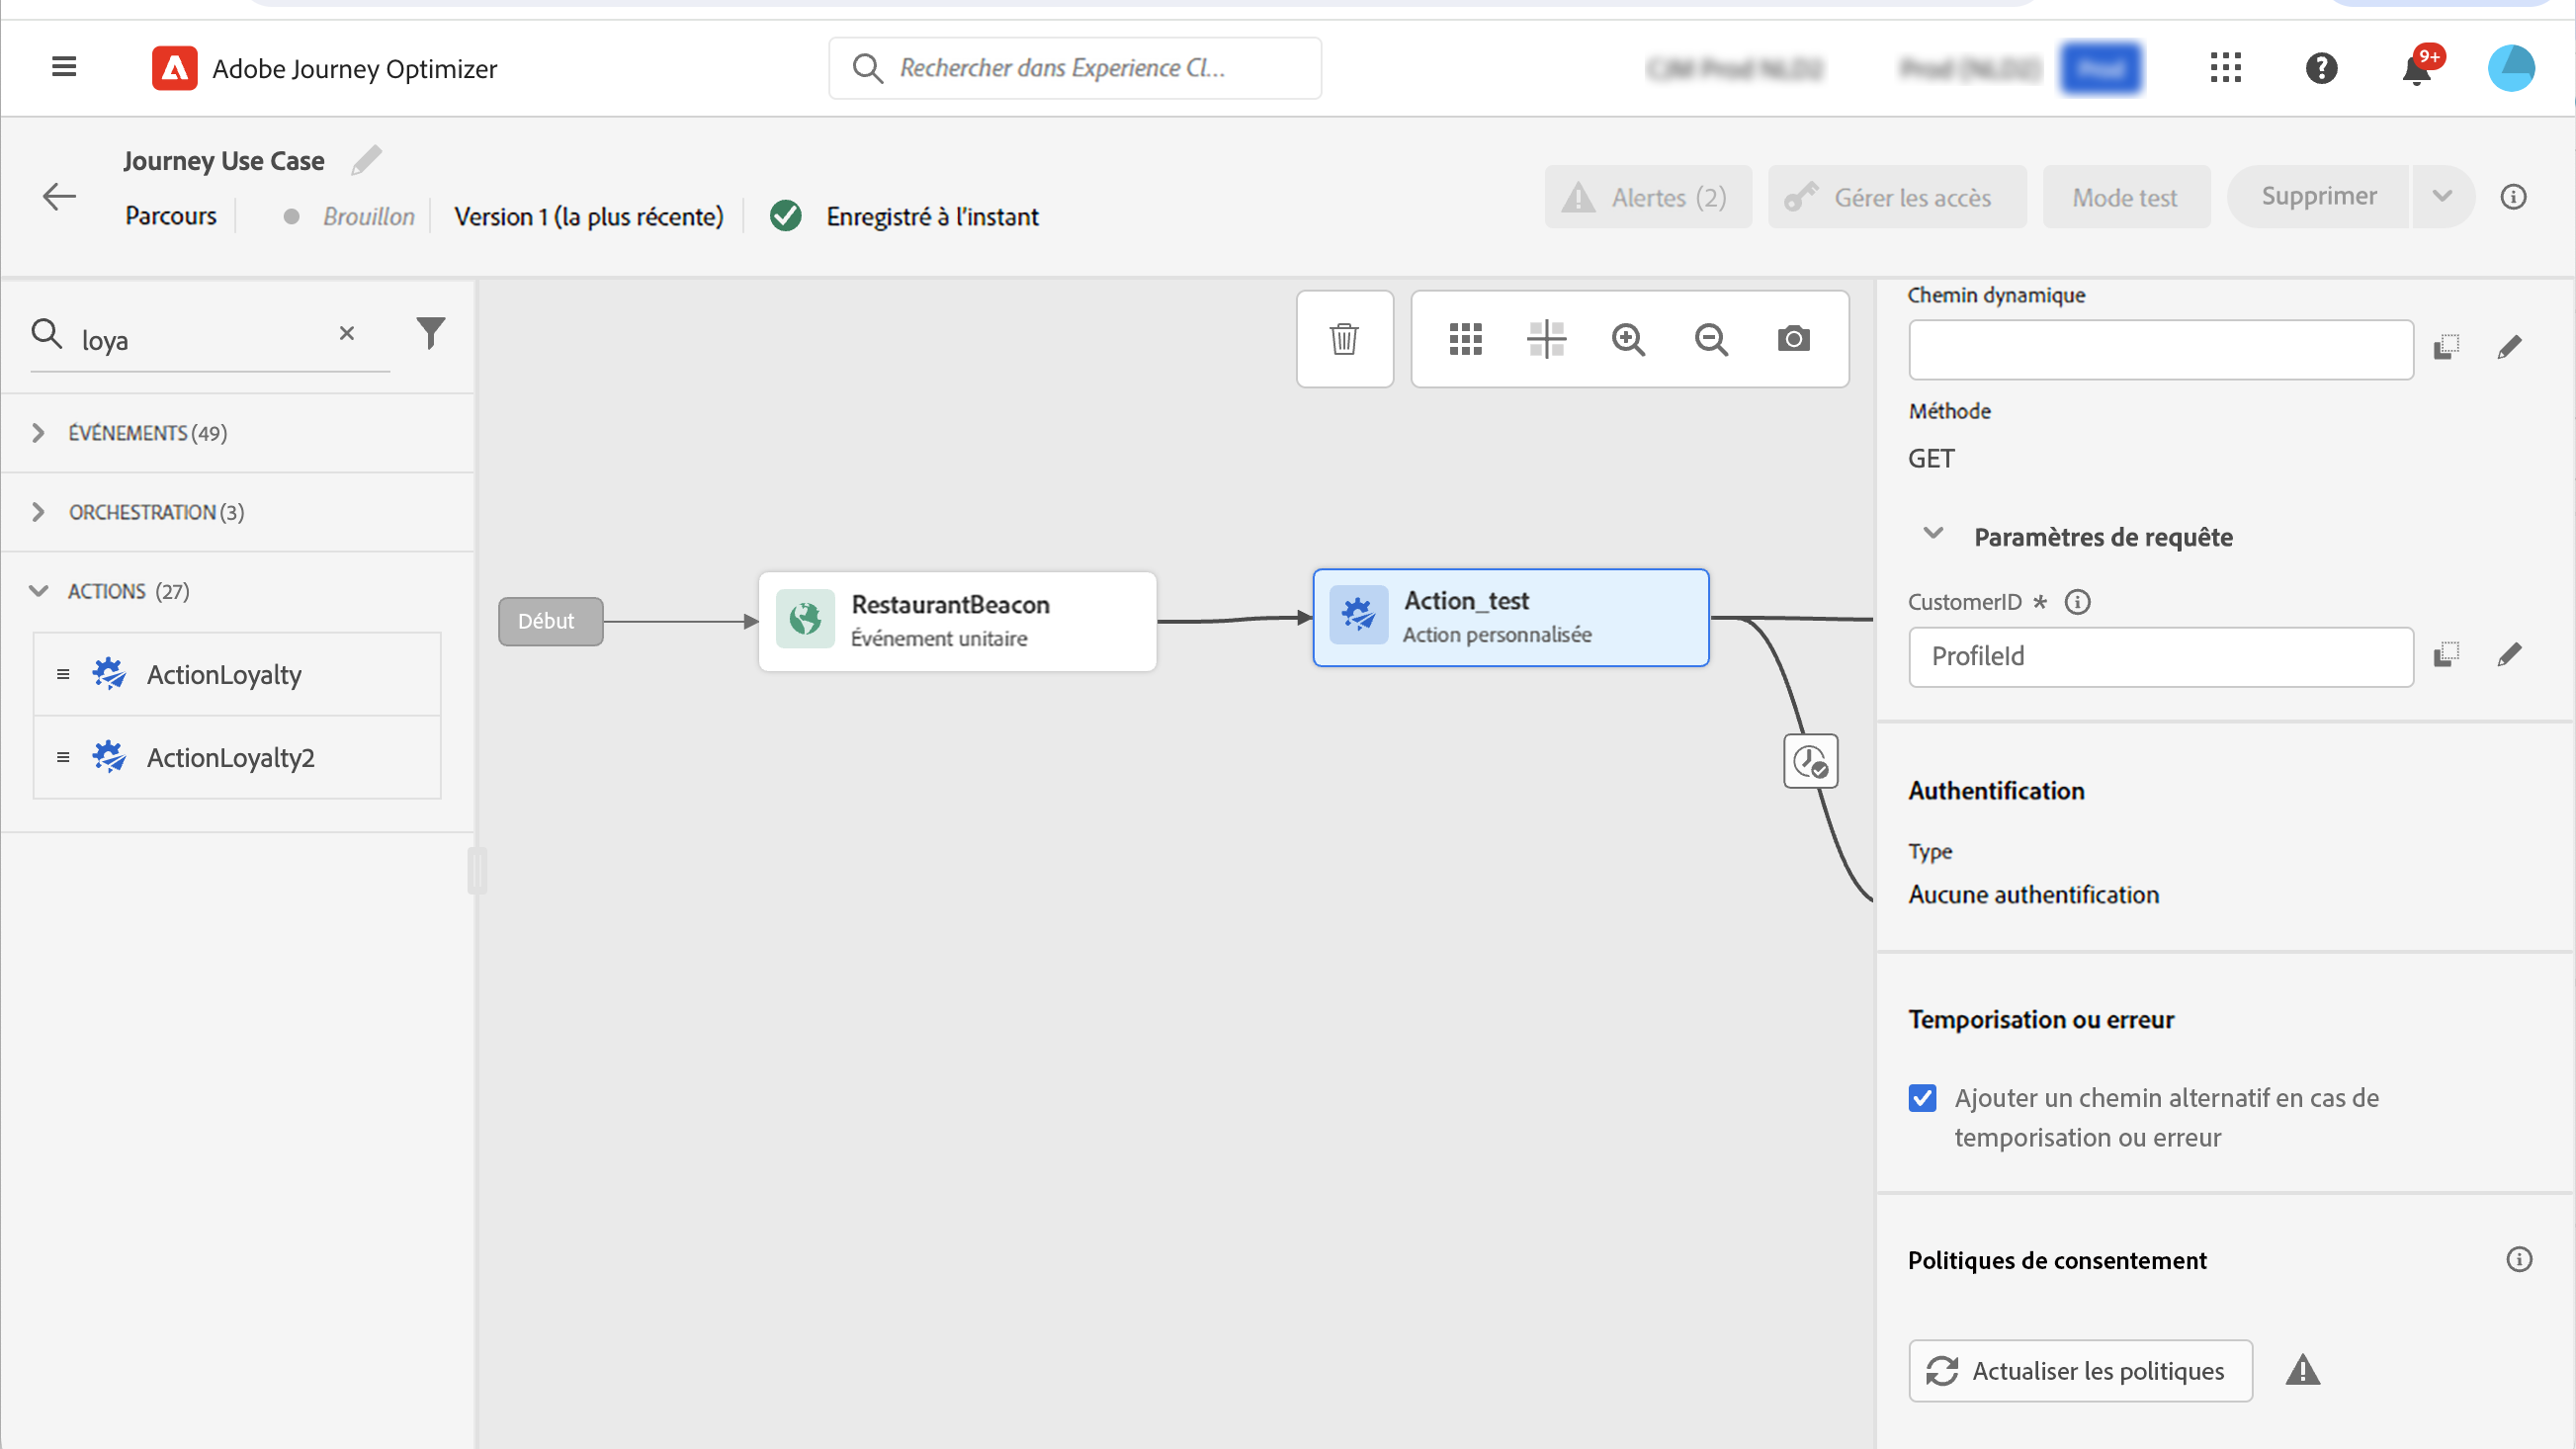 Adobe Journey Optimizer
Rechercher dans Experience Cl...
9+
Journey Use Case
Parcours
Brouillon
Version 1 (la plus récente)
Enregistré à l'instant
Alertes (2)
Gérer les accès
Mode test
Supprimer
loya
ÉVÉNEMENTS (49)
ORCHESTRATION (3)
ACTIONS (27)
ActionLoyalty
ActionLoyalty2
Début
RestaurantBeacon
Événement unitaire
Action_test
Action personnalisée
Chemin dynamique
Méthode
GET
Paramètres de requête
CustomerID *
ProfileId
Authentification
Type
Aucune authentification
Temporisation ou erreur
Ajouter un chemin alternatif en cas de
temporisation ou erreur
Politiques de consentement
Actualiser les politiques